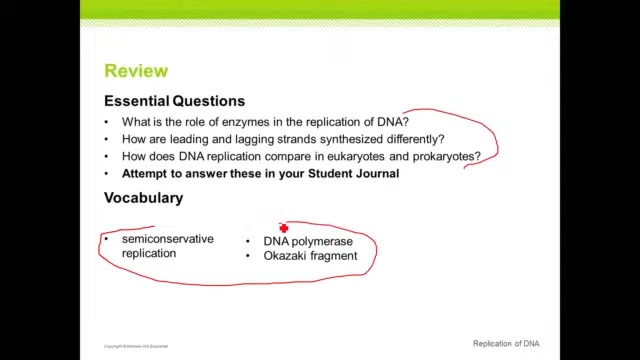 Review
Essential Questions
• What is the role of enzymes in the replication of DNA?
• How are leading and lagging strands synthesized differently?
• How does DNA replication compare in eukaryotes and prokaryotes?
• Attempt to answer these in your Student Journal
Vocabulary
• semiconservative
replication
• DNA polymerase
• Okazaki fragment
Copyright © McGraw-Hill Education
Replication of DNA